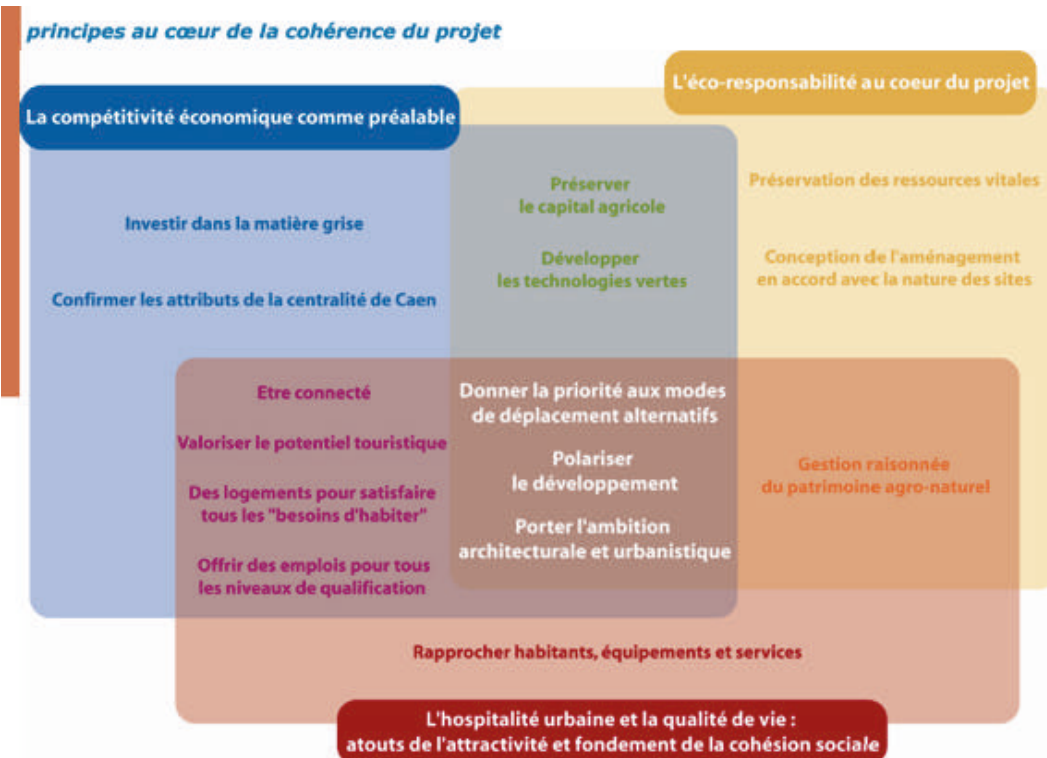 principes au cœur de la cohérence du projet
L'éco-responsabilité au coeur du projet
La compétitivité économique comme préalable
Investir dans la matière grise
Confirmer les attributs de la centralité de Caen
Préserver
le capital agricole
Développer
les technologies vertes
Préservation des ressources vitales
Conception de l'aménagement
en accord avec la nature des sites
Etre connecté
Valoriser le potentiel touristique
Des logements pour satisfaire
tous les "besoins d'habiter"
Offrir des emplois pour tous
les niveaux de qualification
Donner la priorité aux modes
de déplacement alternatifs
Polariser
le développement
Porter l'ambition
architecturale et urbanistique
Gestion raisonnée
du patrimoine agro-naturel
Rapprocher habitants, équipements et services
L'hospitalité urbaine et la qualité de vie :
atouts de l'attractivité et fondement de la cohésion sociale